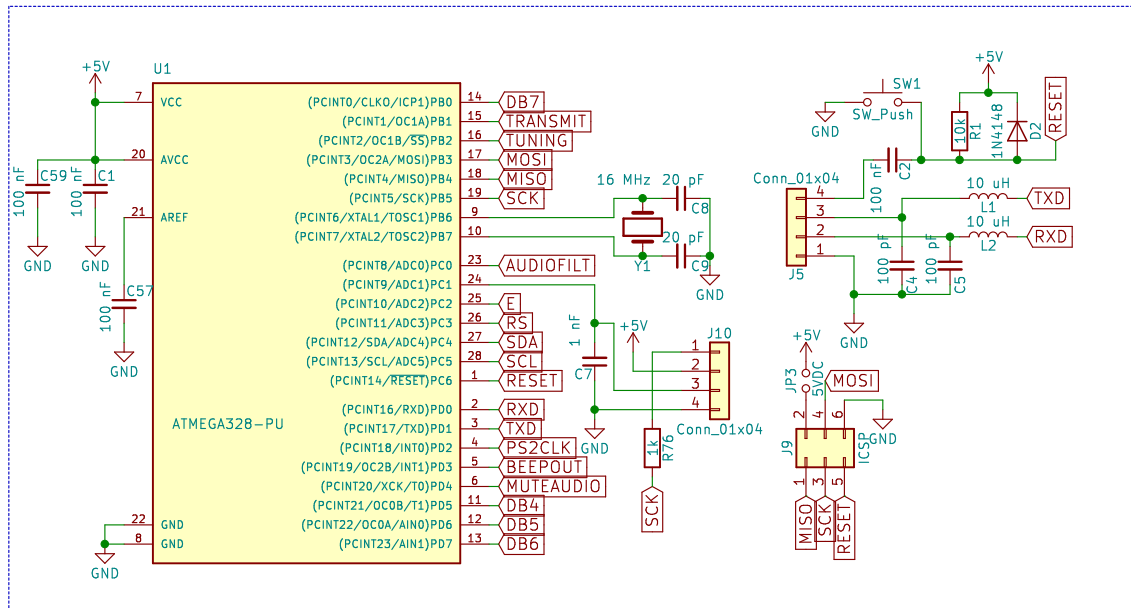 +5V
U1
7
VCC
20
AVCC
21
AREF
22
GND
8
GND
C59
100 nF
C1
100 nF
GND
GND
C57
100 nF
GND
GND
ATMEGA328-PU
(PCINT0/CLKO/ICP1)PB0 14 DB7
(PCINT1/OC1A)PB1 15 TRANSMIT
(PCINT2/OC1B/SS)PB2 16 TUNING
(PCINT3/OC2A/MOSI)PB3 17 MOSI
(PCINT4/MISO)PB4 18 MISO
(PCINT5/SCK)PB5 19 SCK
(PCINT6/XTAL1/TOSC1)PB6 9
(PCINT7/XTAL2/TOSC2)PB7 10
(PCINT8/ADC0)PC0 23 AUDIOFILT
(PCINT9/ADC1)PC1 24
(PCINT10/ADC2)PC2 25 E
(PCINT11/ADC3)PC3 26 RS
(PCINT12/SDA/ADC4)PC4 27 SDA
(PCINT13/SCL/ADC5)PC5 28 SCL
(PCINT14/RESET)PC6 1 RESET
(PCINT16/RXD)PD0 2 RXD
(PCINT17/TXD)PD1 3 TXD
(PCINT18/INT0)PD2 4 PS2CLK
(PCINT19/OC2B/INT1)PD3 5 BEEPOUT
(PCINT20/XCK/T0)PD4 6 MUTEAUDIO
(PCINT21/OC0B/T1)PD5 11 DB4
(PCINT22/OC0A/AIN0)PD6 12 DB5
(PCINT23/AIN1)PD7 13 DB6
16 MHz
Y1
20 pF
C8
20 pF
C9
GND
1 nF
C7
GND
+5V
J10
1
2
3
4
Conn_01x04
1k
R76
SCK
SW1
SW_Push
GND
+5V
10k
R1
1N4148
D2
RESET
100 nF
C2
Conn_01x04
4
3
2
1
J5
10 uH
L1
TXD
10 uH
L2
RXD
100 pF
C4
100 pF
C5
GND
+5V
JP3
5VDC
MOSI
2
4
6
GND
J9
ICSP
1
3
5
MISO
SCK
RESET